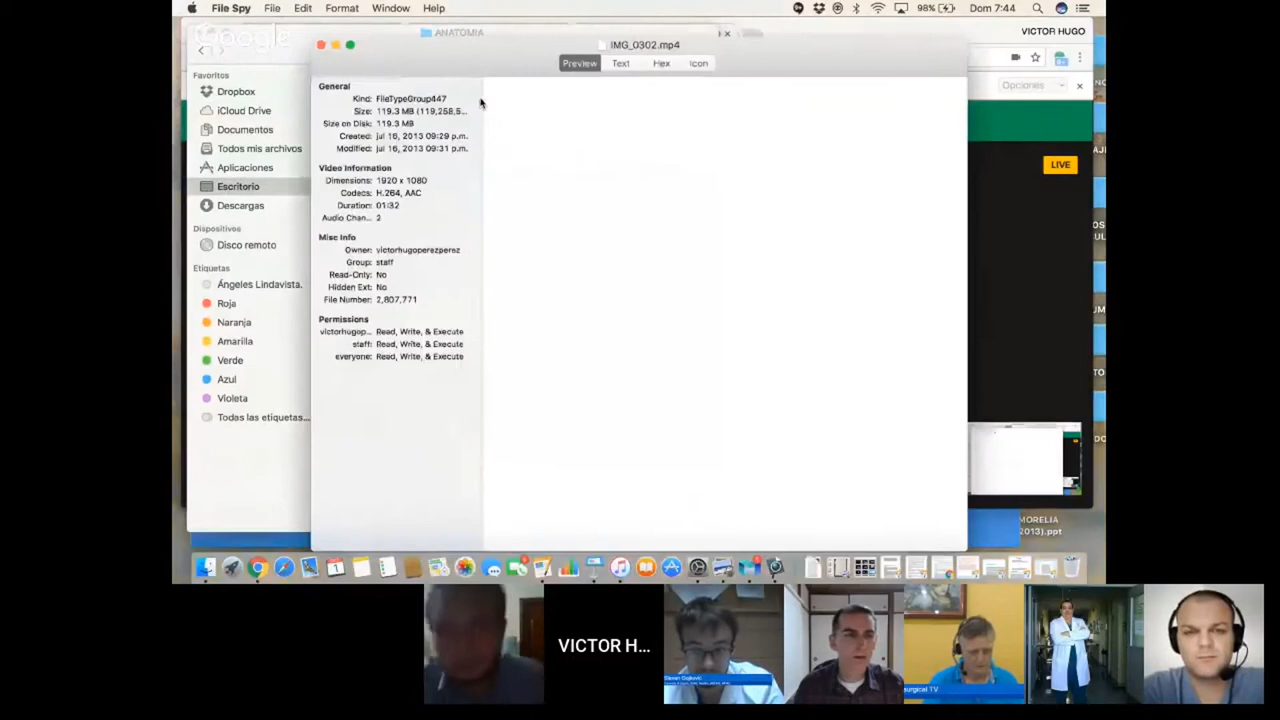 File Spy File Edit Format Window Help 98% Dom 7:44
ANATOMIA
VICTOR HUGO
Google
IMG_0302.mp4
Preview Text Hex Icon
Opciones
LIVE
Favoritos
Dropbox
iCloud Drive
Documentos
Todos mis archivos
Aplicaciones
Escritorio
Descargas
Dispositivos
Disco remoto
Etiquetas
Ángeles Lindavista.
Roja
Naranja
Amarilla
Verde
Azul
Violeta
Todas las etiquetas...
General
Kind: FileTypeGroup447
Size: 119.3 MB (119,258,5...
Size on Disk: 119.3 MB
Created: jul 16, 2013 09:29 p.m.
Modified: jul 16, 2013 09:31 p.m.
Video Information
Dimensions: 1920 x 1080
Codecs: H.264, AAC
Duration: 01:32
Audio Chan... 2
Misc Info
Owner: victorhugoperezperez
Group: staff
Read-Only: No
Hidden Ext: No
File Number: 2,807,771
Permissions
victorhugop... Read, Write, & Execute
staff: Read, Write, & Execute
everyone: Read, Write, & Execute
MORELIA
2013).ppt
VICTOR H...
surgical TV